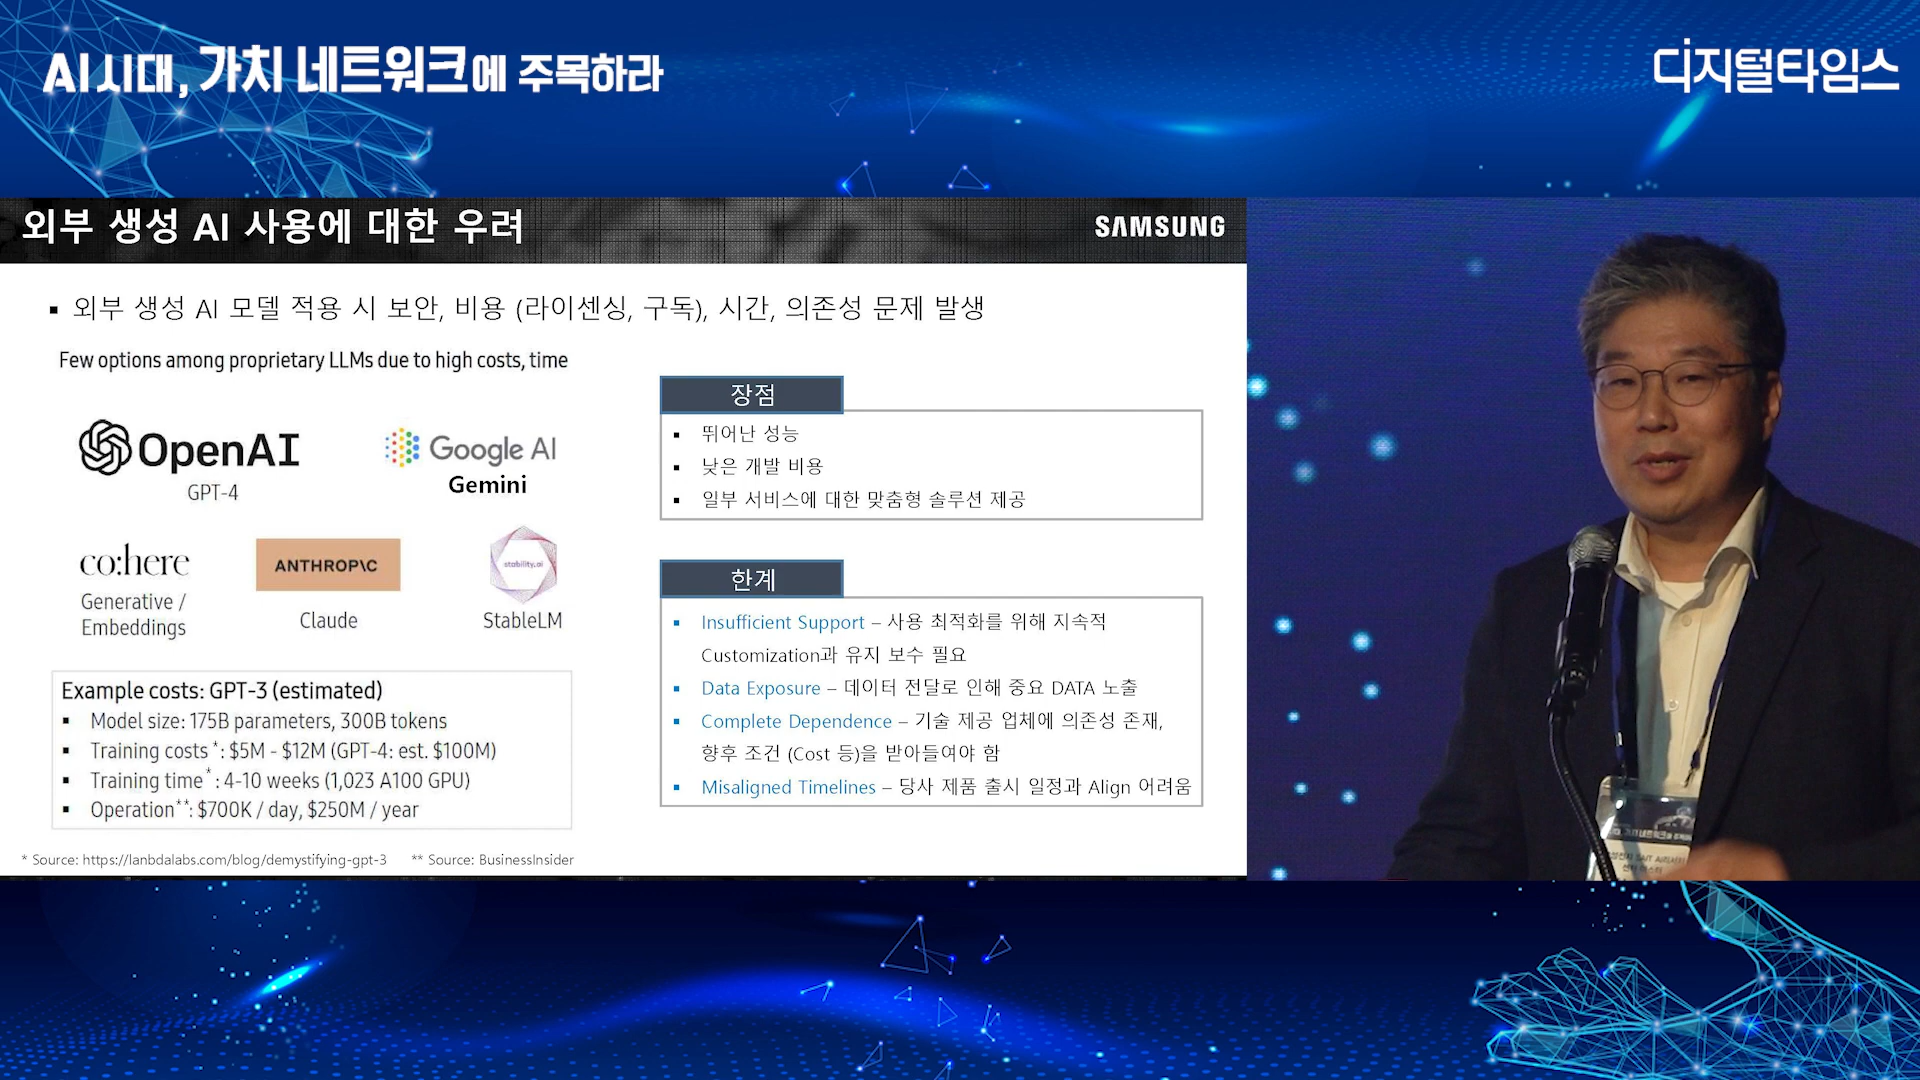 AI 시대, 가치 네트워크에 주목하라
디지털타임스
외부 생성 AI 사용에 대한 우려
SAMSUNG
▪ 외부 생성 AI 모델 적용 시 보안, 비용 (라이센싱, 구독), 시간, 의존성 문제 발생
Few options among proprietary LLMs due to high costs, time
OpenAI
GPT-4
Google AI
Gemini
co:here
Generative /
Embeddings
ANTHROP\C
Claude
stability.ai
StableLM
Example costs: GPT-3 (estimated)
▪ Model size: 175B parameters, 300B tokens
▪ Training costs *: $5M - $12M (GPT-4: est. $100M)
▪ Training time* : 4-10 weeks (1,023 A100 GPU)
▪ Operation**: $700K / day, $250M / year
* Source: https://lanbdalabs.com/blog/demystifying-gpt-3 ** Source: BusinessInsider
장점
▪ 뛰어난 성능
▪ 낮은 개발 비용
▪ 일부 서비스에 대한 맞춤형 솔루션 제공
한계
▪ Insufficient Support – 사용 최적화를 위해 지속적
Customization과 유지 보수 필요
▪ Data Exposure – 데이터 전달로 인해 중요 DATA 노출
▪ Complete Dependence – 기술 제공 업체에 의존성 존재,
향후 조건 (Cost 등)을 받아들여야 함
▪ Misaligned Timelines – 당사 제품 출시 일정과 Align 어려움
가치 네트워크에